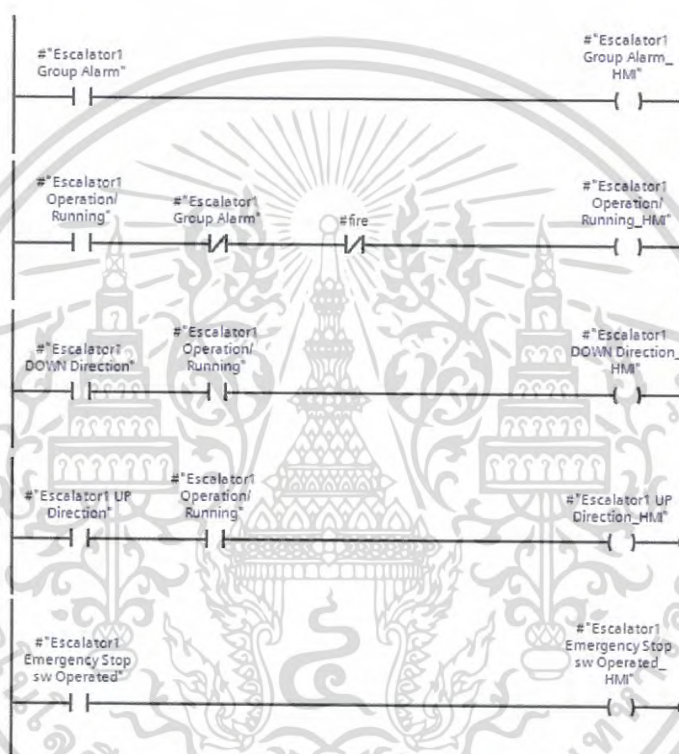 #"Escalator1
Group Alarm"
#"Escalator1
Group Alarm_
HMI"
#"Escalator1
Operation/
Running"
#"Escalator1
Group Alarm"
#fire
#"Escalator1
Operation/
Running_HMI"
#"Escalator1
DOWN Direction"
#"Escalator1
Operation/
Running"
#"Escalator1
DOWN Direction_
HMI"
#"Escalator1 UP
Direction"
#"Escalator1
Operation/
Running"
#"Escalator1 UP
Direction_HMI"
#"Escalator1
Emergency Stop
sw Operated"
#"Escalator1
Emergency Stop
sw Operated_
HMI"